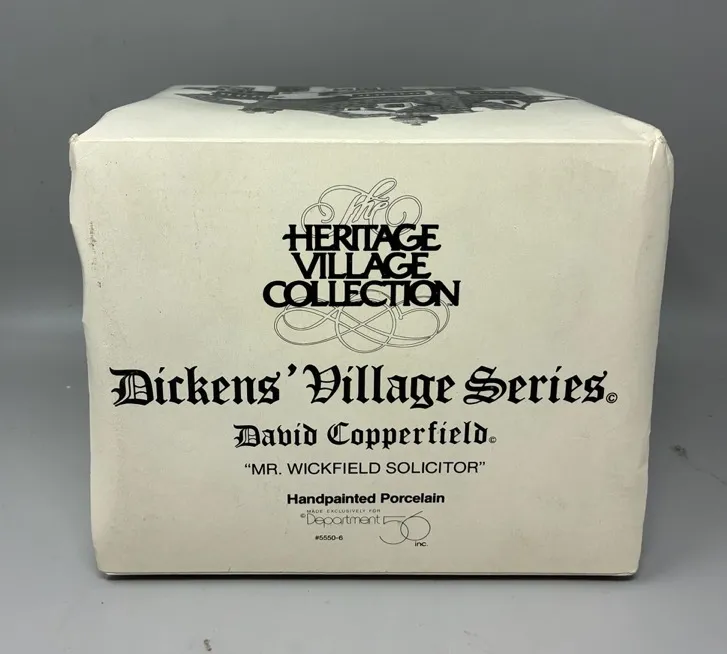 The
HERITAGE
VILLAGE
COLLECTION
Dickens' Village Series©
David Copperfield©
"MR. WICKFIELD SOLICITOR"
Handpainted Porcelain
MADE EXCLUSIVELY FOR
©Department 56
inc.
#5550-6